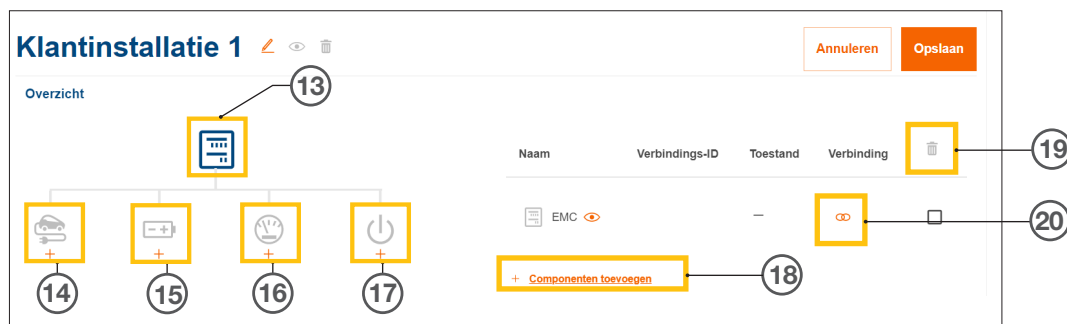 Klantinstallatie 1
Annuleren
Opslaan
Overzicht
13
Naam Verbindings-ID Toestand Verbinding
19
EMC —
20
+ + + +
+ Componenten toevoegen
18
14 15 16 17